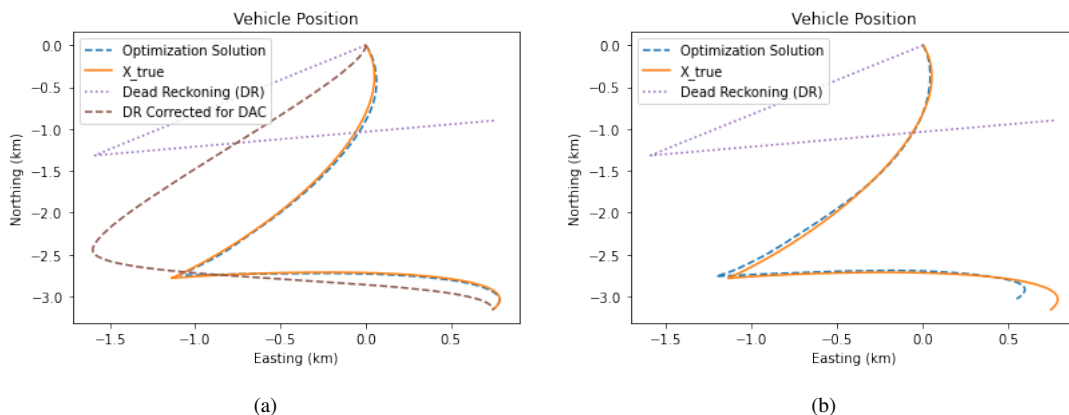 Vehicle Position
Optimization Solution
X_true
Dead Reckoning (DR)
DR Corrected for DAC
0.0
−0.5
−1.0
−1.5
−2.0
−2.5
−3.0
Northing (km)
−1.5 −1.0 −0.5 0.0 0.5
Easting (km)
(a)
Vehicle Position
Optimization Solution
X_true
Dead Reckoning (DR)
0.0
−0.5
−1.0
−1.5
−2.0
−2.5
−3.0
Northing (km)
−1.5 −1.0 −0.5 0.0 0.5
Easting (km)
(b)